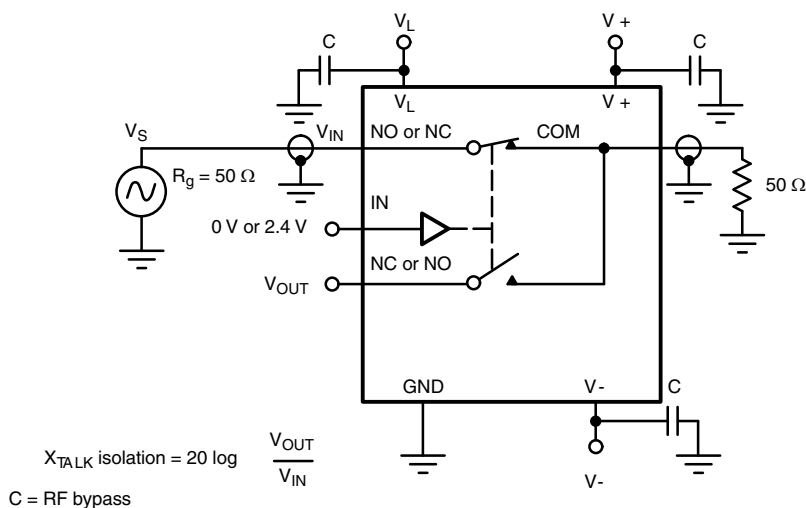 C
V_L
V +
C
V_L
V +
V_S
V_IN
NO or NC
COM
R_g = 50 Ω
50 Ω
IN
0 V or 2.4 V
NC or NO
V_OUT
GND
V-
C
X_TALK isolation = 20 log V_OUT / V_IN
V-
C = RF bypass